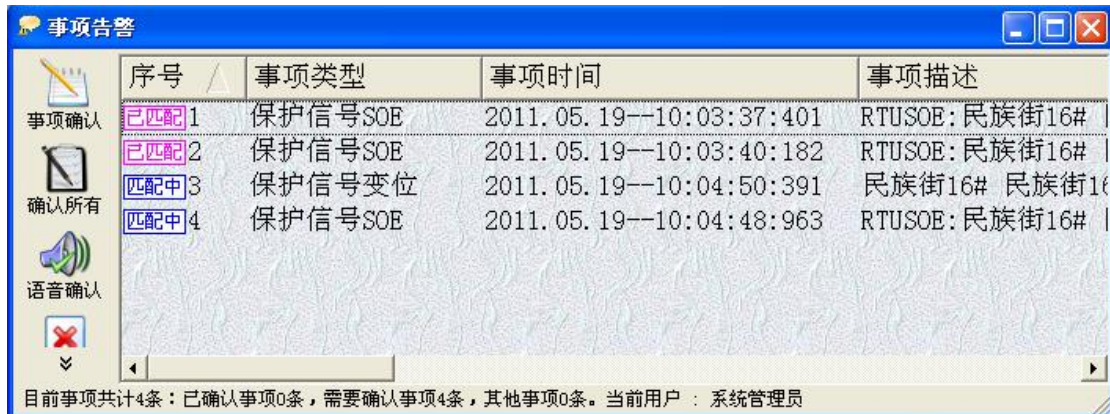 事项告警
序号 事项类型 事项时间 事项描述
已匹配 1 保护信号SOE 2011.05.19--10:03:37:401 RTUSOE:民族街16#
已匹配 2 保护信号SOE 2011.05.19--10:03:40:182 RTUSOE:民族街16#
匹配中 3 保护信号变位 2011.05.19--10:04:50:391 民族街16# 民族街16
匹配中 4 保护信号SOE 2011.05.19--10:04:48:963 RTUSOE:民族街16#
事项确认
确认所有
语音确认
目前事项共计4条:已确认事项0条,需要确认事项4条,其他事项0条。当前用户 : 系统管理员